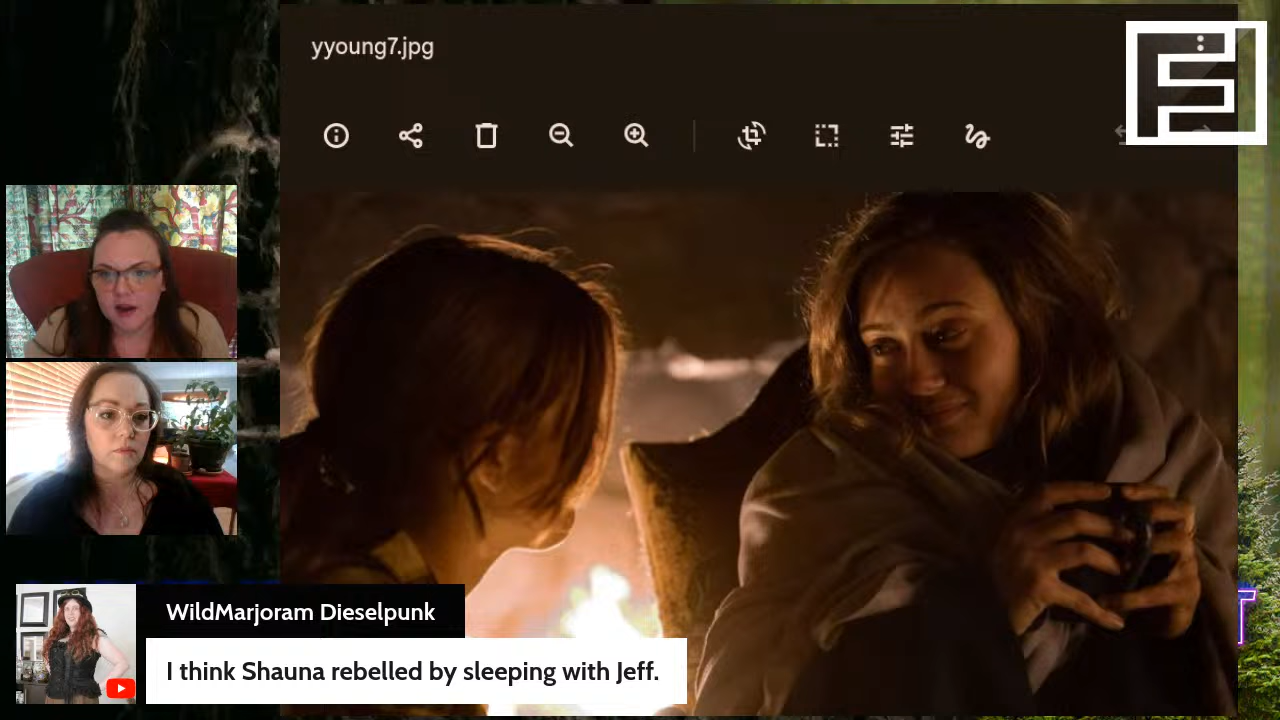 yyoung7.jpg
WildMarjoram Dieselpunk
I think Shauna rebelled by sleeping with Jeff.